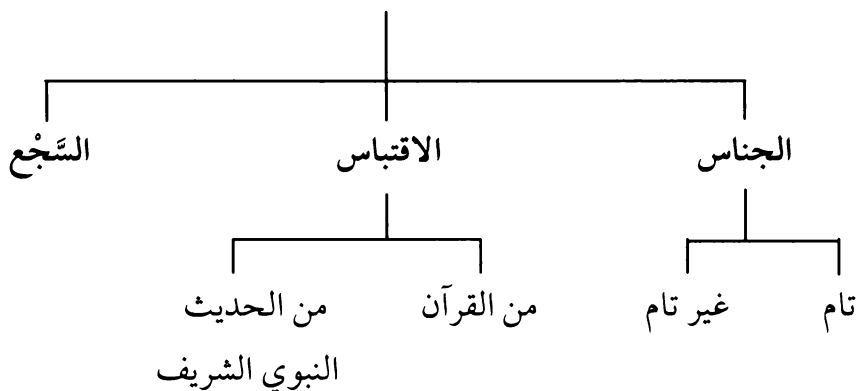 الجناس
الاقتباس
السَّجْع
تام
غير تام
من القرآن
من الحديث
النبوي الشريف